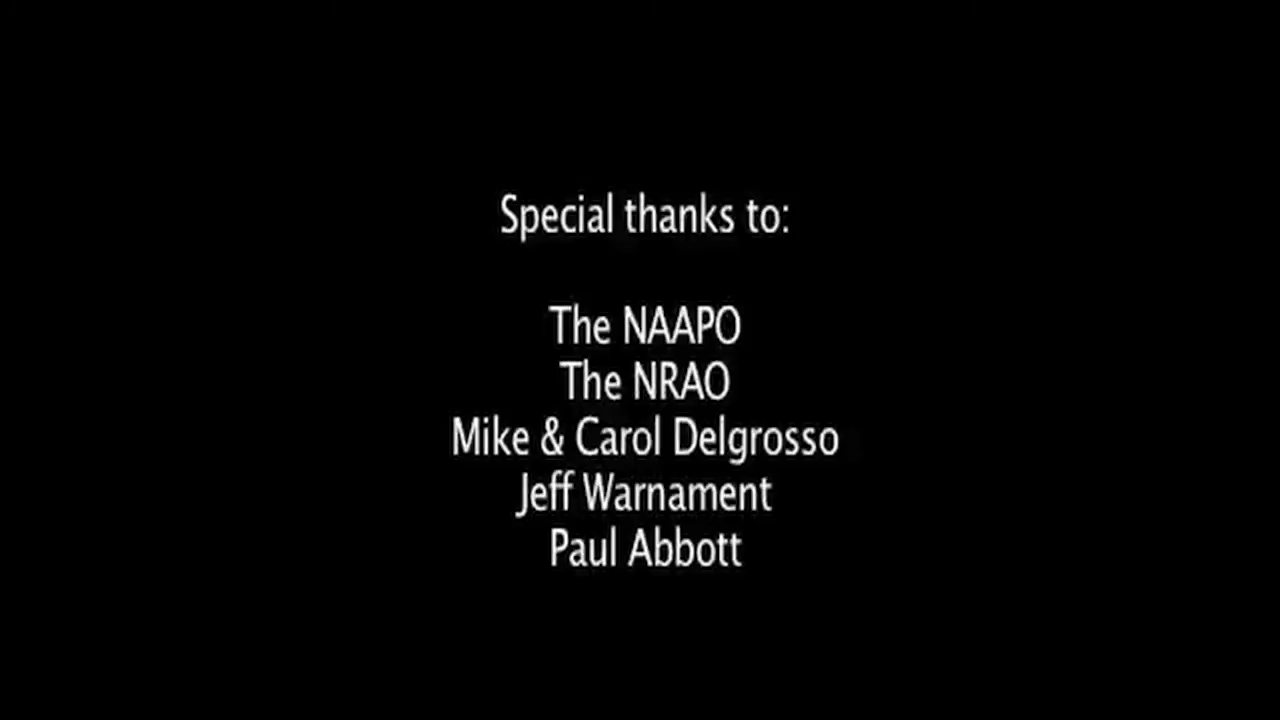 Special thanks to:
The NAAPO
The NRAO
Mike & Carol Delgrosso
Jeff Warnament
Paul Abbott